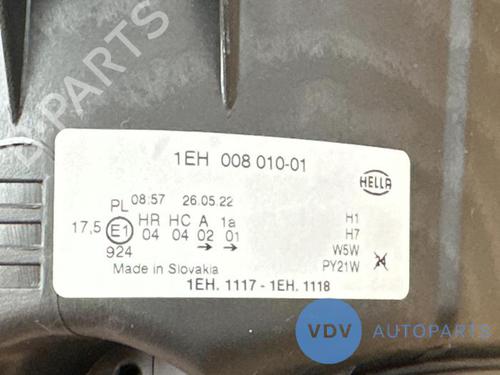 1EH 008 010-01
HELLA
PL 08:57 26.05.22
17,5 E1 HR HC A 1a
04 04 02 01
924
H1
H7
W5W
PY21W
Made in Slovakia
1EH. 1117 - 1EH. 1118
VDV AUTOPARTS